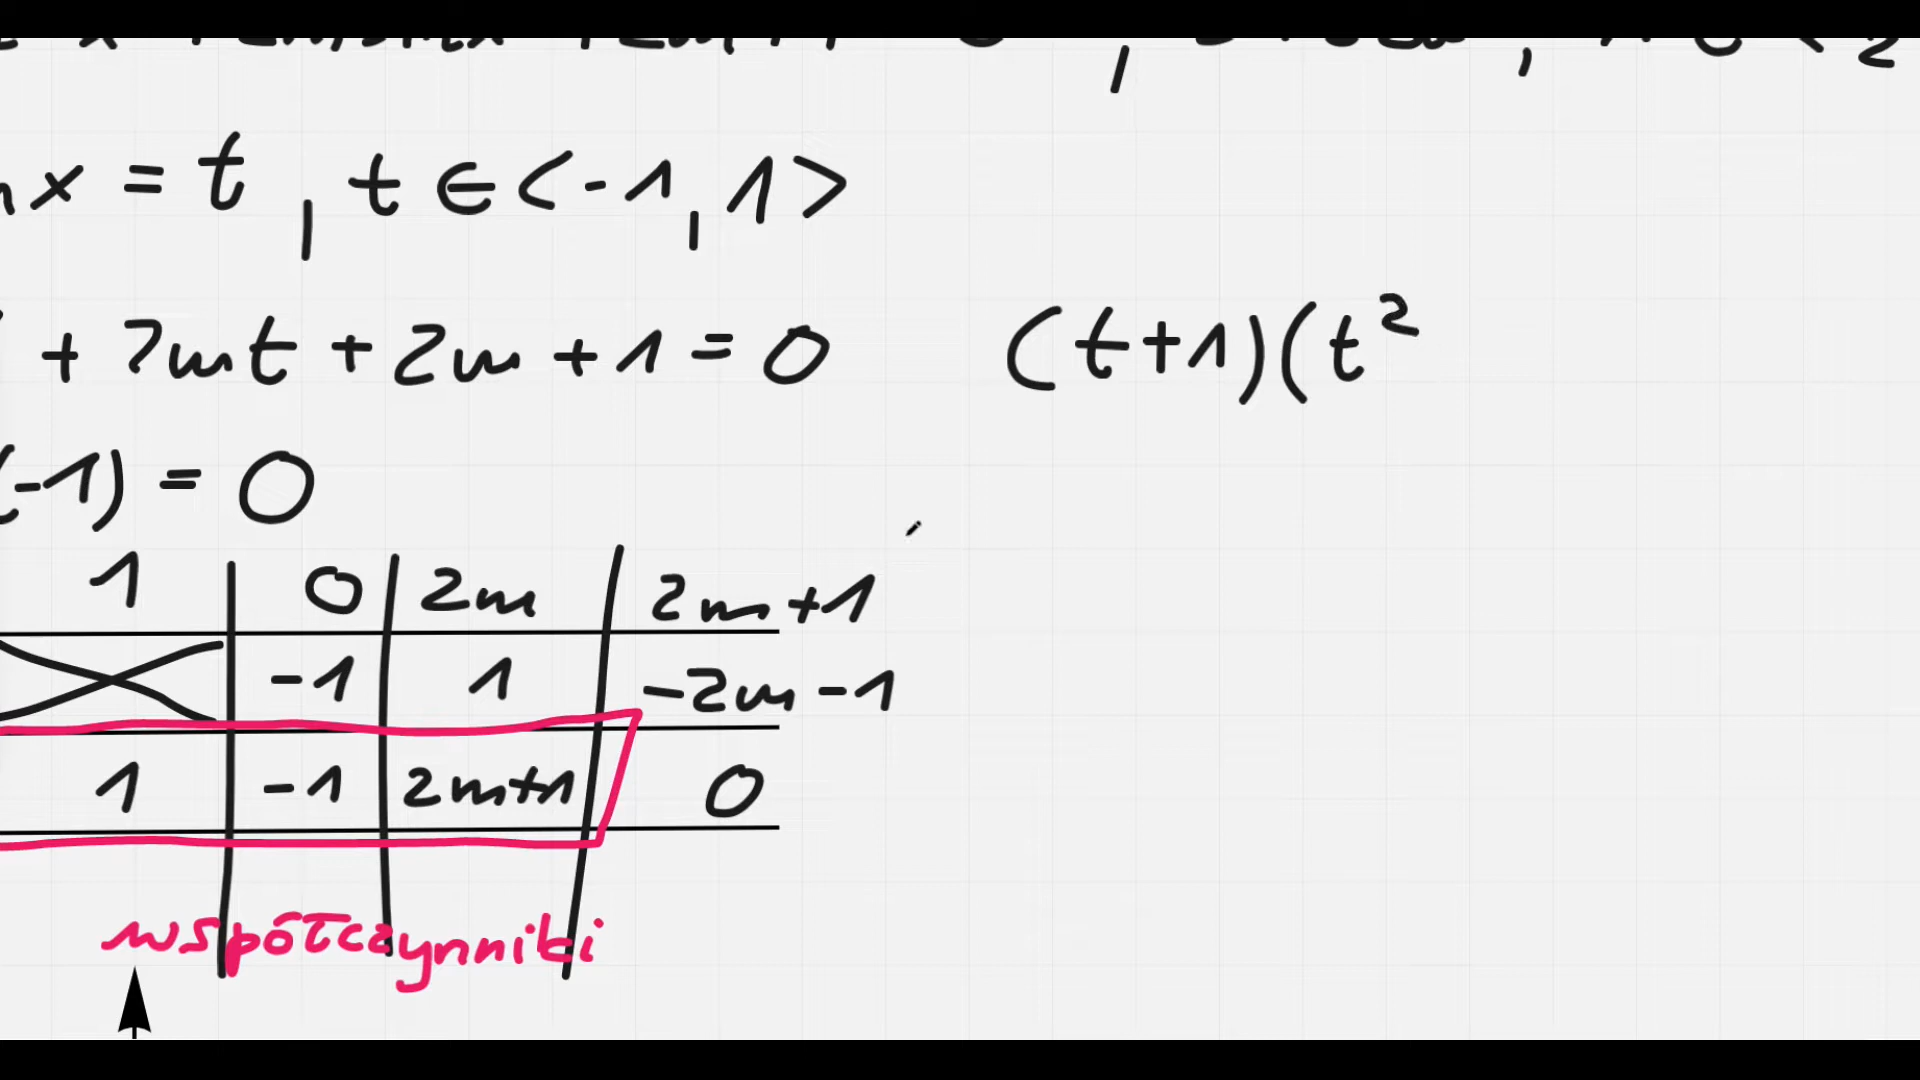 x = t , t ∈ <-1, 1>
+ 2mt + 2m + 1 = 0 (t+1)(t²
(-1) = 0
1 0 2m 2m+1
-1 1 -2m-1
1 -1 2m+1 0
współczynniki